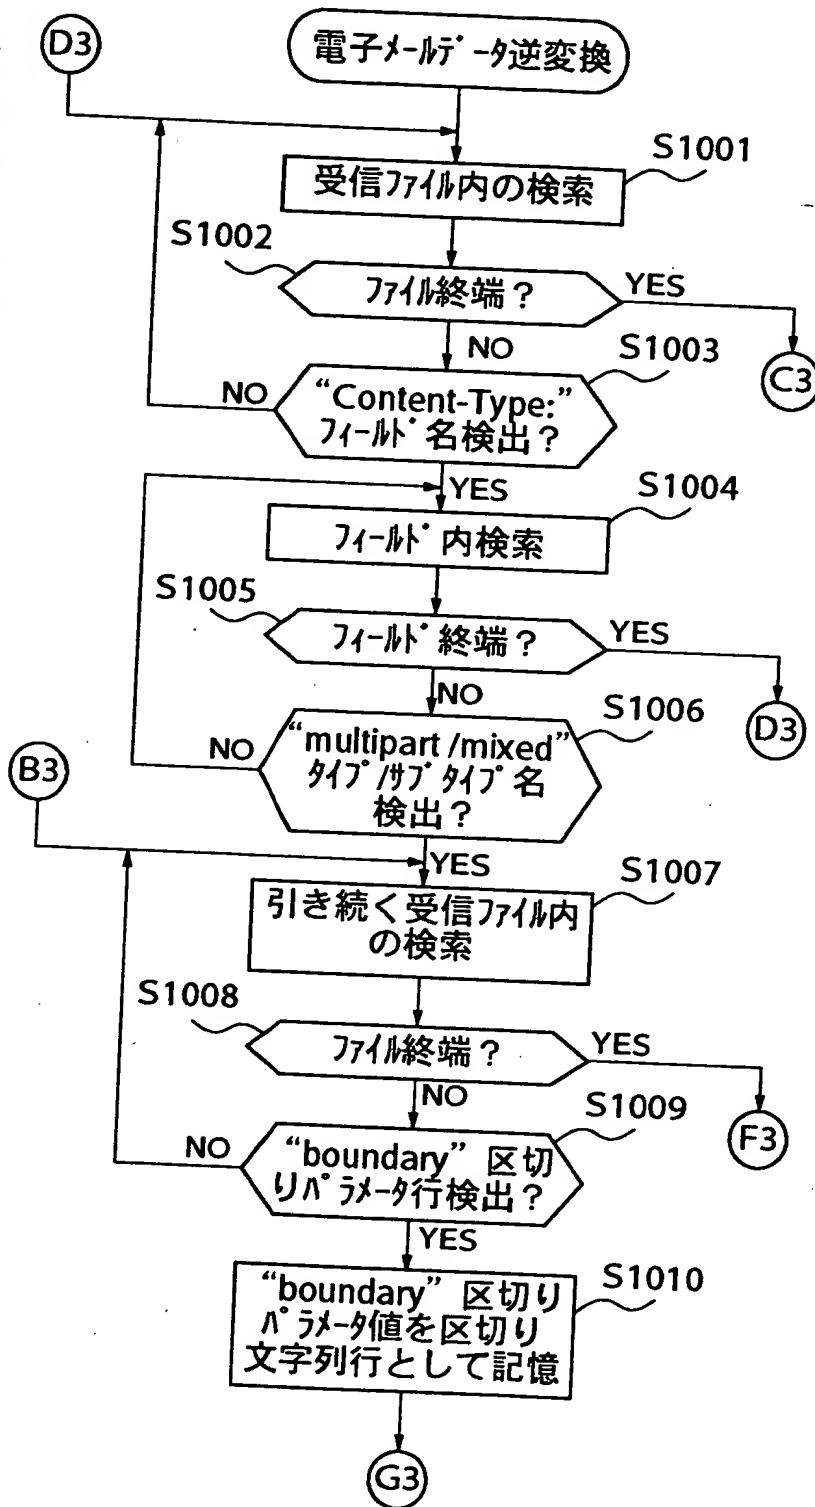 D3
電子ﾒｰﾙﾃﾞｰﾀ逆変換
S1001
受信ﾌｧｲﾙ内の検索
S1002
ﾌｧｲﾙ終端？
YES
C3
NO
S1003
NO
“Content-Type:”
ﾌｨｰﾙﾄﾞ名検出？
YES
S1004
ﾌｨｰﾙﾄﾞ内検索
S1005
ﾌｨｰﾙﾄﾞ終端？
YES
D3
NO
S1006
NO
“multipart/mixed”
ﾀｲﾌﾟ/ｻﾌﾞﾀｲﾌﾟ名
検出？
B3
YES
S1007
引き続く受信ﾌｧｲﾙ内
の検索
S1008
ﾌｧｲﾙ終端？
YES
F3
NO
S1009
NO
“boundary” 区切
りﾊﾟﾗﾒｰﾀ行検出？
YES
S1010
“boundary” 区切り
ﾊﾟﾗﾒｰﾀ値を区切り
文字列行として記憶
G3